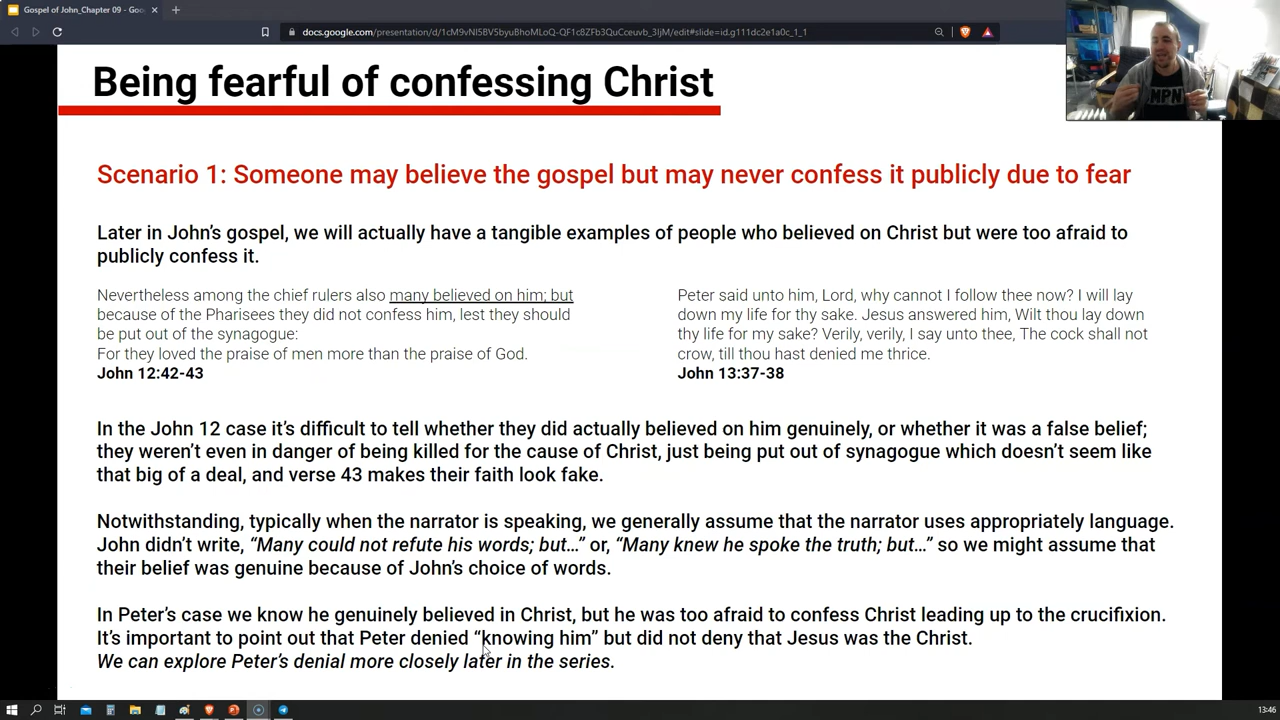 Gospel of John_Chapter 09 - Goo
docs.google.com/presentation/d/1cM9vNl5BV5byuBhoMLoQ-QF1c8ZFb3QuCceuvb_3IjM/edit#slide=id.g111dc2e1a0c_1_1
NPN
Being fearful of confessing Christ
Scenario 1: Someone may believe the gospel but may never confess it publicly due to fear
Later in John's gospel, we will actually have a tangible examples of people who believed on Christ but were too afraid to
publicly confess it.
Nevertheless among the chief rulers also many believed on him; but
because of the Pharisees they did not confess him, lest they should
be put out of the synagogue:
For they loved the praise of men more than the praise of God.
John 12:42-43
Peter said unto him, Lord, why cannot I follow thee now? I will lay
down my life for thy sake. Jesus answered him, Wilt thou lay down
thy life for my sake? Verily, verily, I say unto thee, The cock shall not
crow, till thou hast denied me thrice.
John 13:37-38
In the John 12 case it's difficult to tell whether they did actually believed on him genuinely, or whether it was a false belief;
they weren't even in danger of being killed for the cause of Christ, just being put out of synagogue which doesn't seem like
that big of a deal, and verse 43 makes their faith look fake.
Notwithstanding, typically when the narrator is speaking, we generally assume that the narrator uses appropriately language.
John didn't write, “Many could not refute his words; but…” or, “Many knew he spoke the truth; but…” so we might assume that
their belief was genuine because of John's choice of words.
In Peter's case we know he genuinely believed in Christ, but he was too afraid to confess Christ leading up to the crucifixion.
It's important to point out that Peter denied “knowing him” but did not deny that Jesus was the Christ.
We can explore Peter's denial more closely later in the series.
13:46